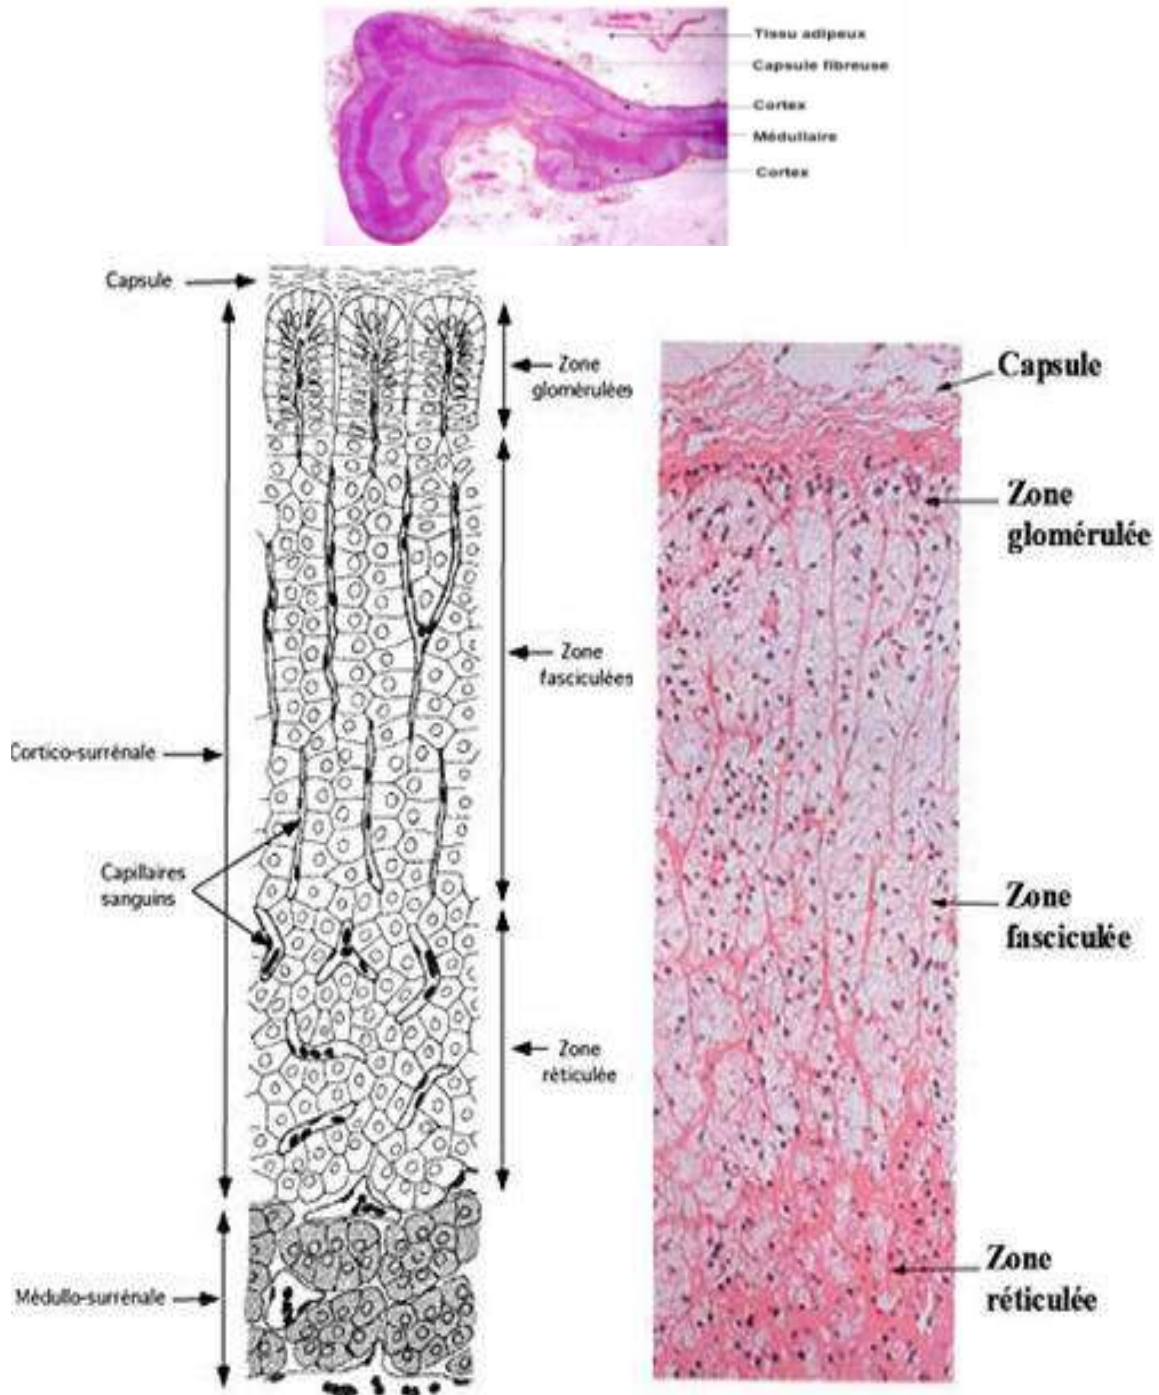 Tissu adipeux
Capsule fibreuse
Cortex
Médullaire
Cortex
Capsule
Zone
glomérulées
Zone
fasciculées
Cortico-surrénale
Capillaires
sanguins
Zone
réticulée
Médullo-surrénale
Capsule
Zone
glomérulée
Zone
fasciculée
Zone
réticulée